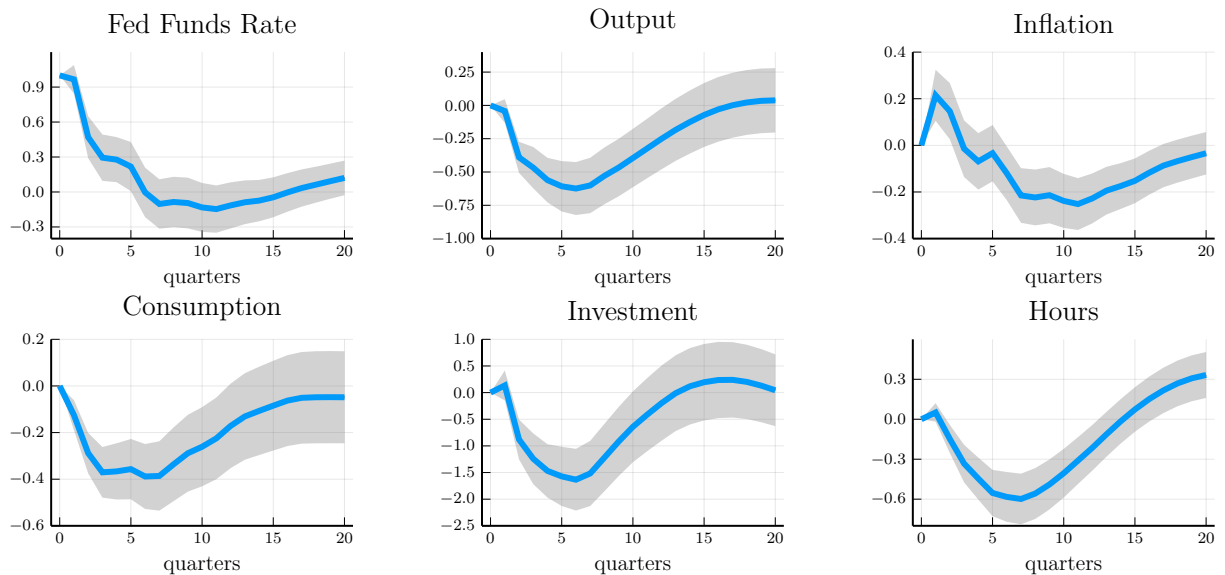 Fed Funds Rate
0.9
0.6
0.3
0.0
−0.3
0 5 10 15 20
quarters
Output
0.25
0.00
−0.25
−0.50
−0.75
−1.00
0 5 10 15 20
quarters
Inflation
0.4
0.2
0.0
−0.2
−0.4
0 5 10 15 20
quarters
Consumption
0.2
0.0
−0.2
−0.4
−0.6
0 5 10 15 20
quarters
Investment
1.0
0.5
0.0
−0.5
−1.0
−1.5
−2.0
−2.5
0 5 10 15 20
quarters
Hours
0.3
0.0
−0.3
−0.6
0 5 10 15 20
quarters